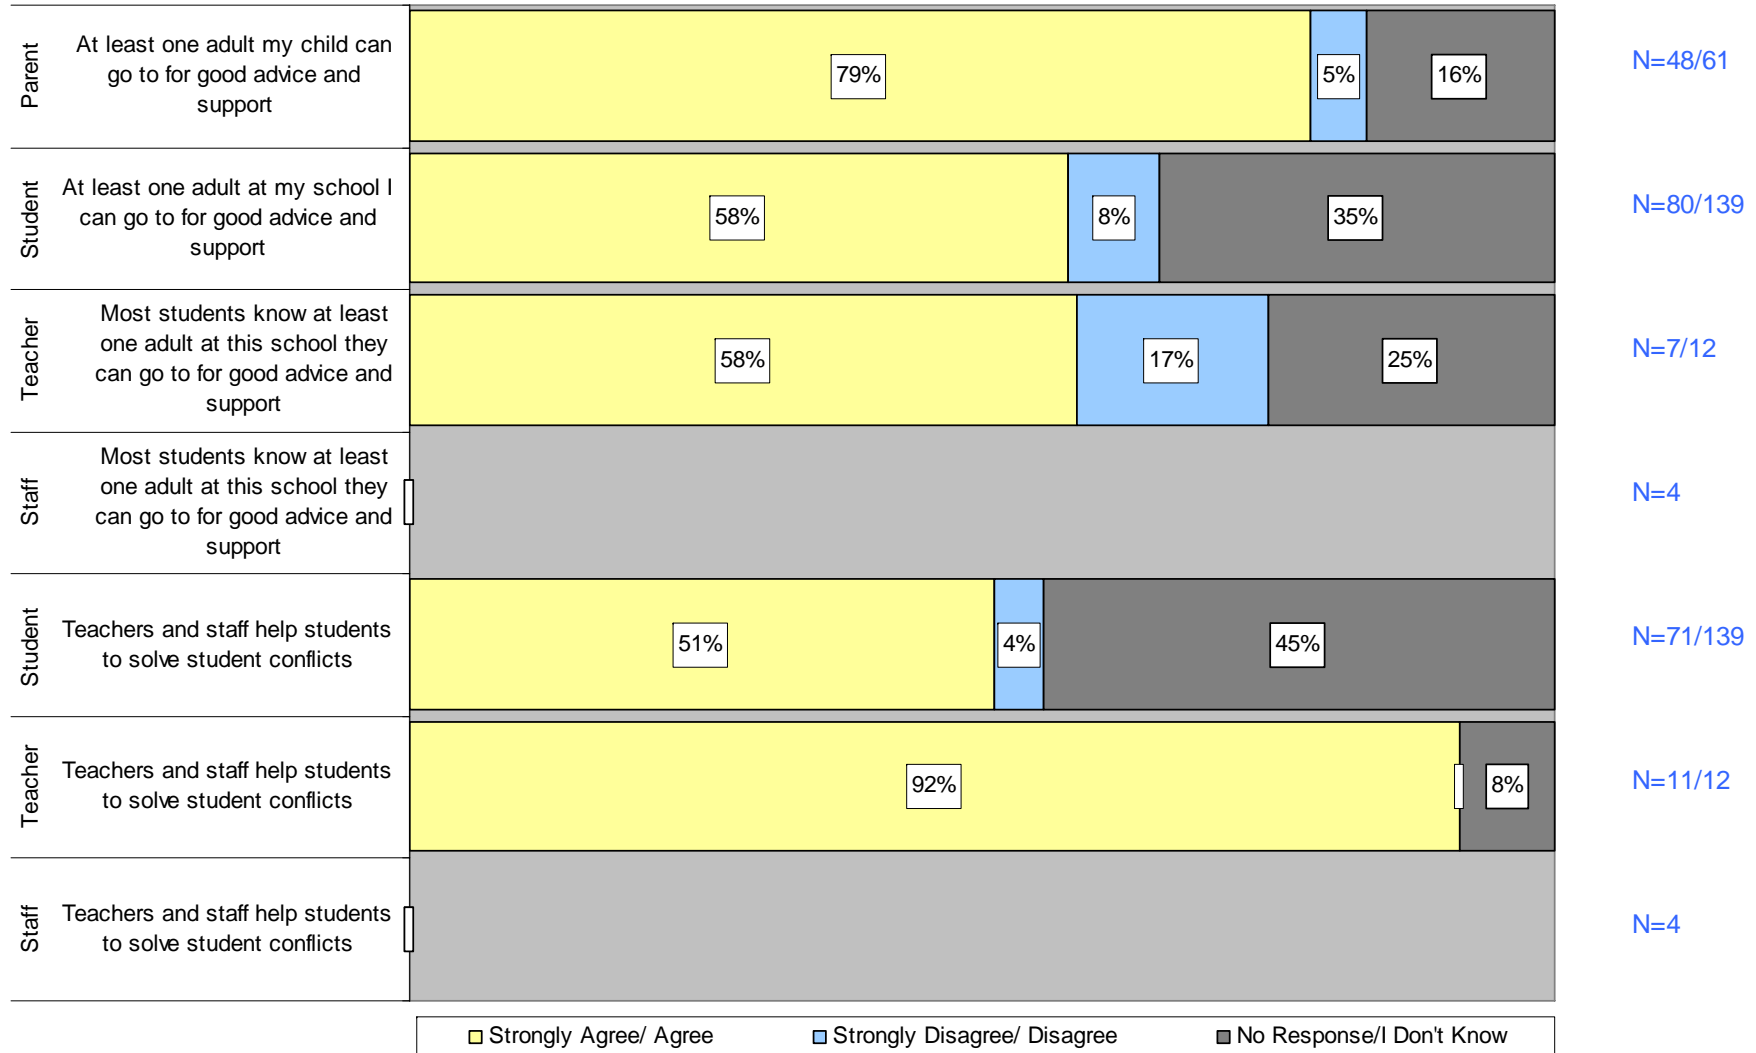 Parent
At least one adult my child can
go to for good advice and
support
79%
5%
16%
N=48/61
Student
At least one adult at my school I
can go to for good advice and
support
58%
8%
35%
N=80/139
Teacher
Most students know at least
one adult at this school they
can go to for good advice and
support
58%
17%
25%
N=7/12
Staff
Most students know at least
one adult at this school they
can go to for good advice and
support
N=4
Student
Teachers and staff help students
to solve student conflicts
51%
4%
45%
N=71/139
Teacher
Teachers and staff help students
to solve student conflicts
92%
8%
N=11/12
Staff
Teachers and staff help students
to solve student conflicts
N=4
Strongly Agree/ Agree
Strongly Disagree/ Disagree
No Response/I Don't Know